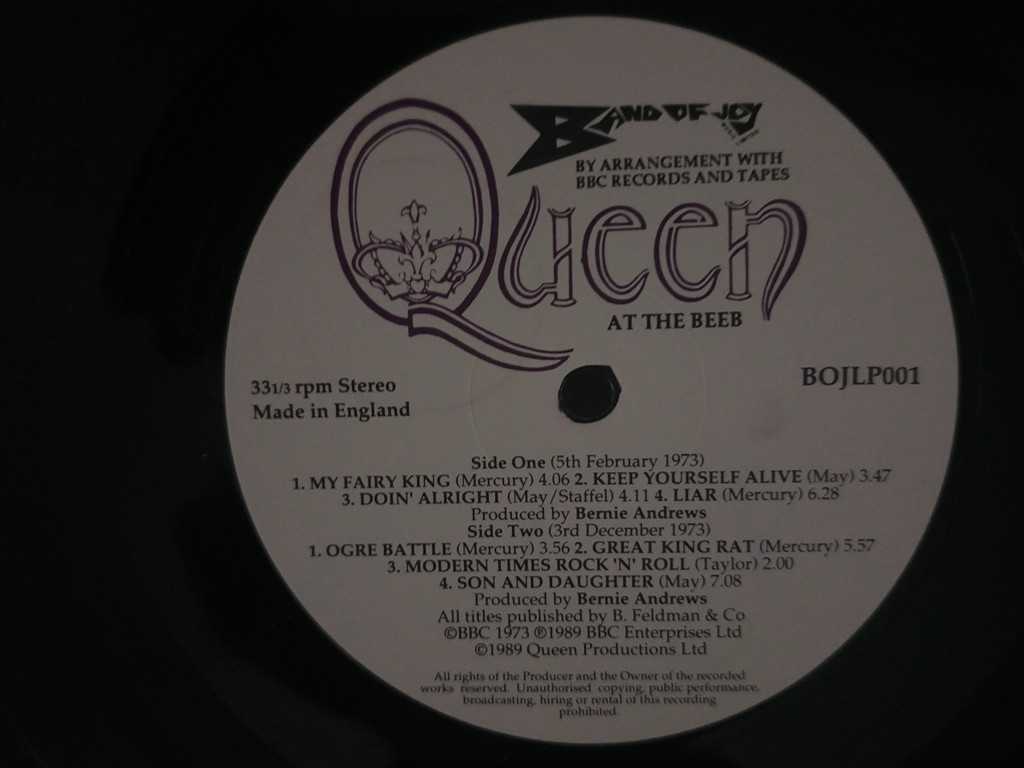 BAND OF JOY
BY ARRANGEMENT WITH
BBC RECORDS AND TAPES
Queen
AT THE BEEB
33 1/3 rpm Stereo
Made in England
BOJLP001
Side One (5th February 1973)
1. MY FAIRY KING (Mercury) 4.06 2. KEEP YOURSELF ALIVE (May) 3.47
3. DOIN' ALRIGHT (May/Staffel) 4.11 4. LIAR (Mercury) 6.28
Produced by Bernie Andrews
Side Two (3rd December 1973)
1. OGRE BATTLE (Mercury) 3.56 2. GREAT KING RAT (Mercury) 5.57
3. MODERN TIMES ROCK 'N' ROLL (Taylor) 2.00
4. SON AND DAUGHTER (May) 7.08
Produced by Bernie Andrews
All titles published by B. Feldman & Co
©BBC 1973 ℗1989 BBC Enterprises Ltd
©1989 Queen Productions Ltd
All rights of the Producer and the Owner of the recorded
works reserved. Unauthorised copying, public performance,
broadcasting, hiring or rental of this recording
prohibited.